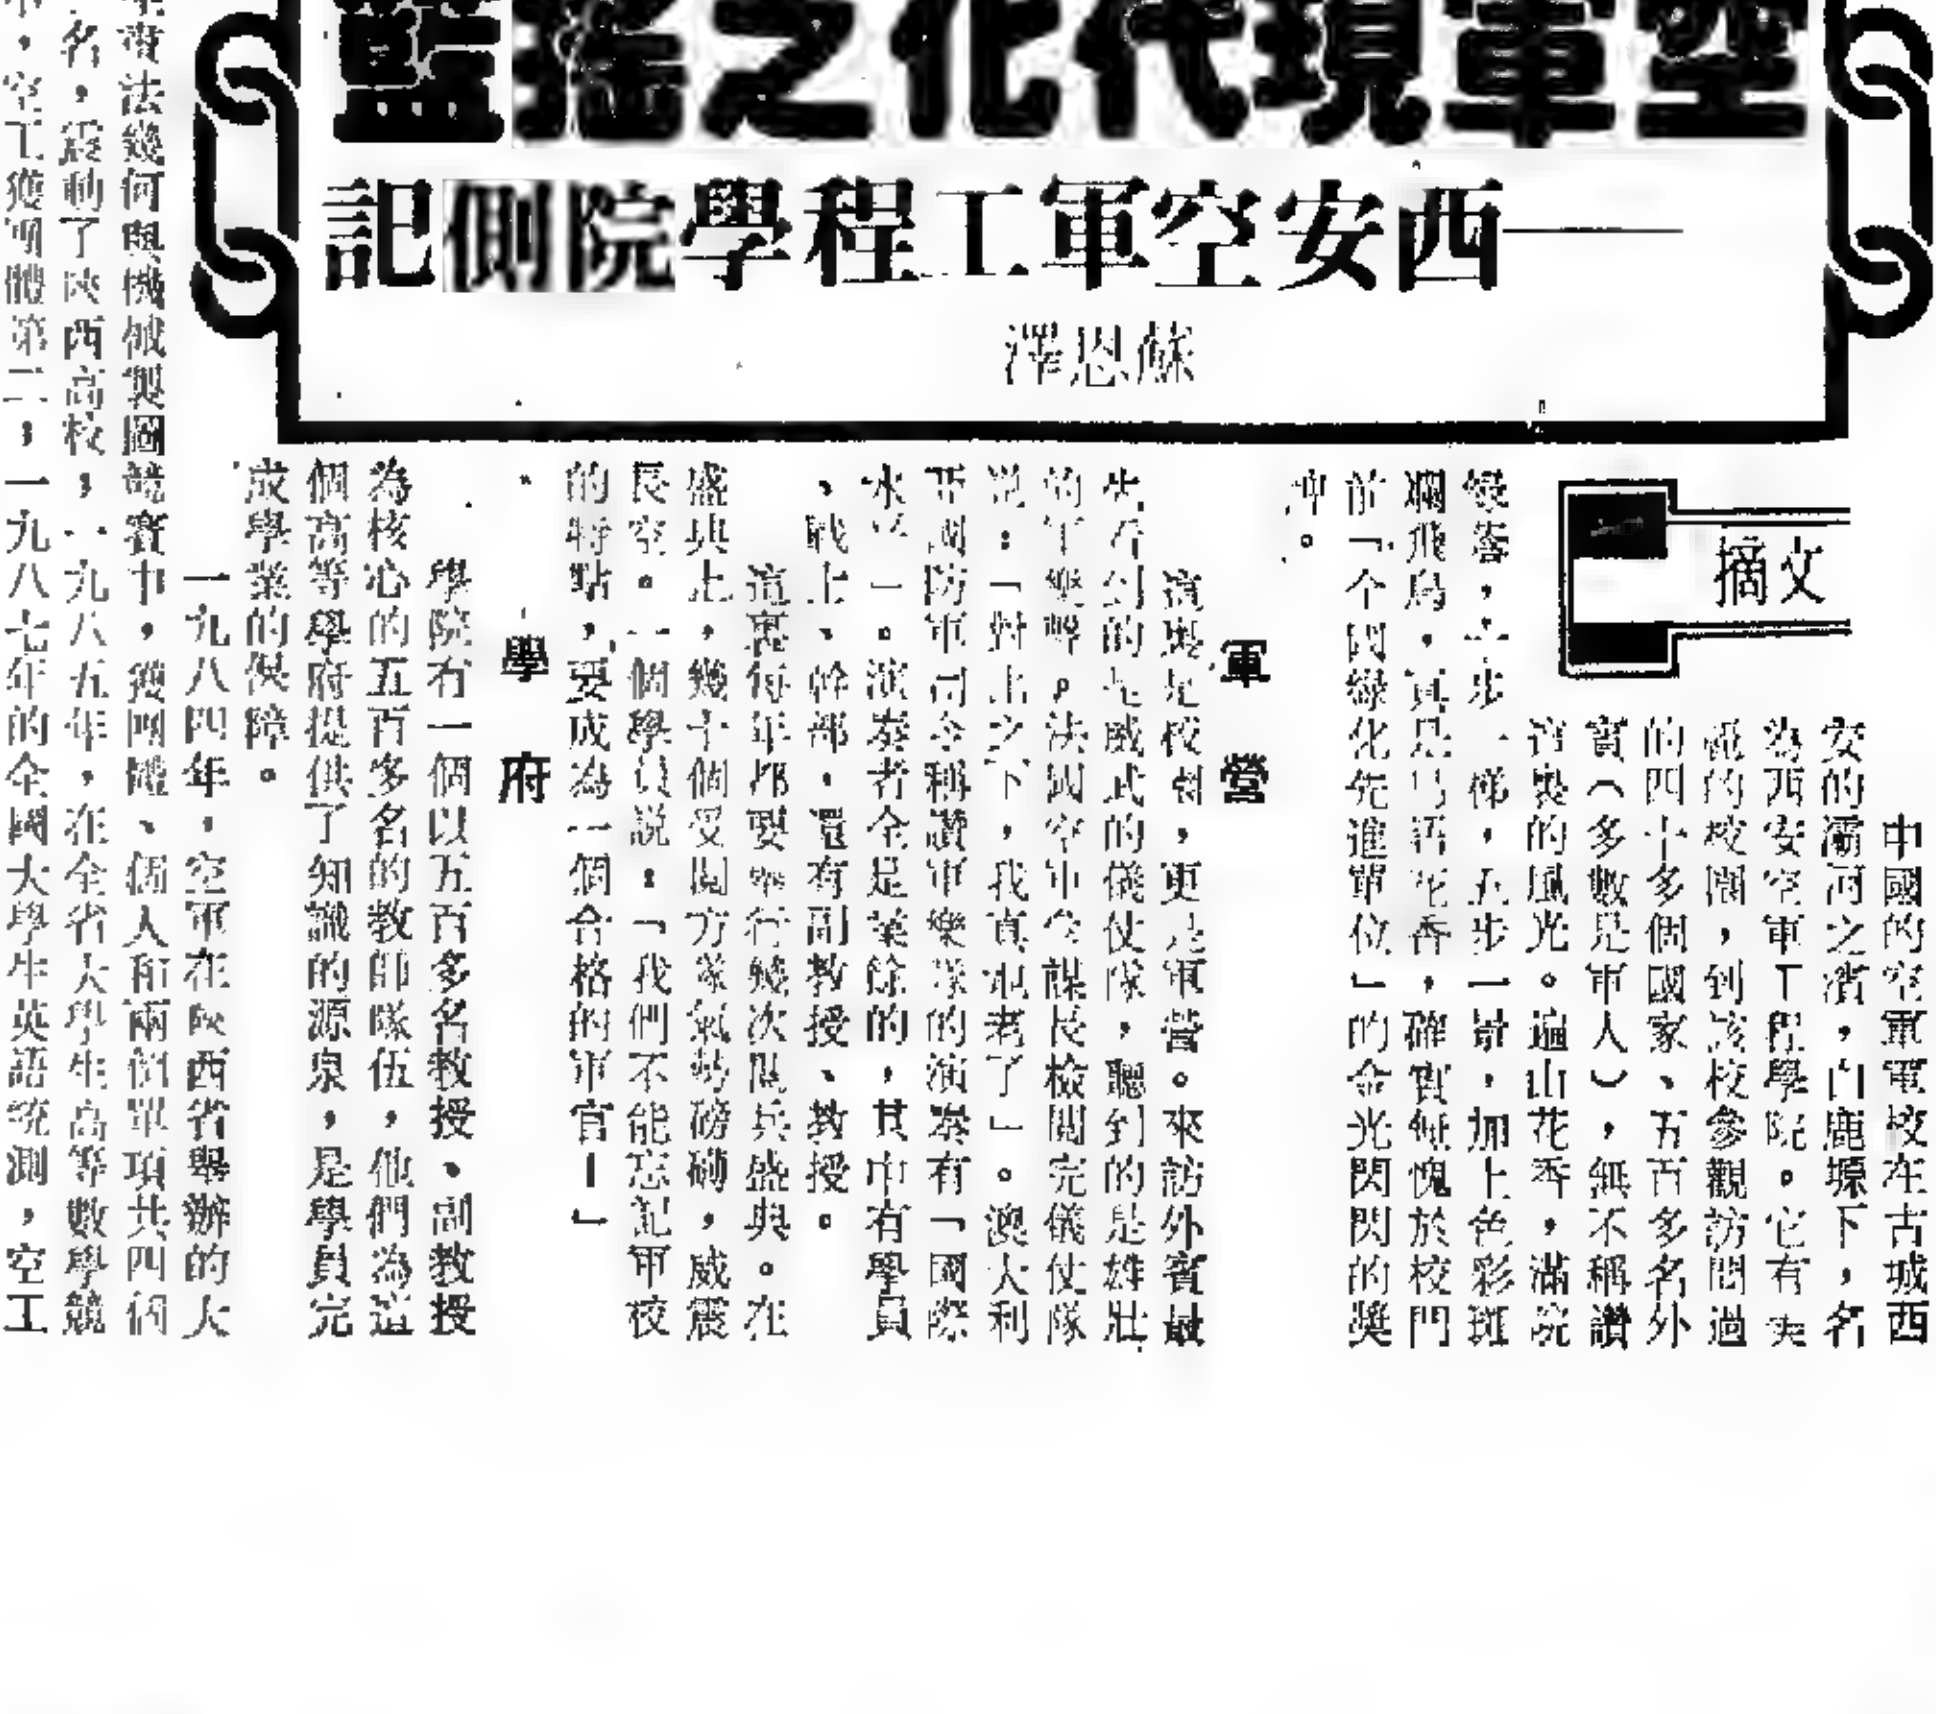 空軍現代化之搖籃
——西安空軍工程學院側記
蘇恩澤
文摘
中國的空軍軍校在古城西
安的灞河之濱，白鹿塬下，名
為西安空軍工程學院。它有
的校園，到該校參觀訪問過
的四十多個國家、五百多名外
賓（多數是軍人），無不稱讚
這裏的風光。遍山花香，滿院
綠蔭，一步一景，加上色彩斑
斕飛鳥，真是鳥語花香，確實無愧於校門
前「全國綠化先進單位」的金光閃閃的獎
牌。
軍營
這裏是校園，更是軍營。來訪外賓最
先看到的是威武的儀仗隊，聽到的是雄壯
的軍樂聲。法國空軍參謀長檢閱完儀仗隊
說：「對比之下，我真地老了」。澳大利
亞國防軍司令稱讚軍樂隊的演奏有「國際
水平」。演奏者全是業餘的，其中有學員
、戰士、幹部，還有副教授、教授。
這裏每年都要舉行幾次閱兵盛典。在
盛典上，幾十個受閱方隊氣勢磅礴，威震
長空。一個學員說：「我們不能忘記軍校
的特點，要成為一個合格的軍官！」
學府
學院有一個以五百多名教授、副教授
為核心的五百多名的教師隊伍，他們為這
個高等學府提供了知識的源泉，是學員完
成學業的保障。
一九八四年，空軍在陝西省舉辦的大
法幾何與機械製圖競賽中，獲團體、個人和兩個單項共四個
名，震動了陝西高校，一九八五年，在全省大學生高等數學競
，空工獲團體第二，一九八七年的全國大學生英語統測，空工